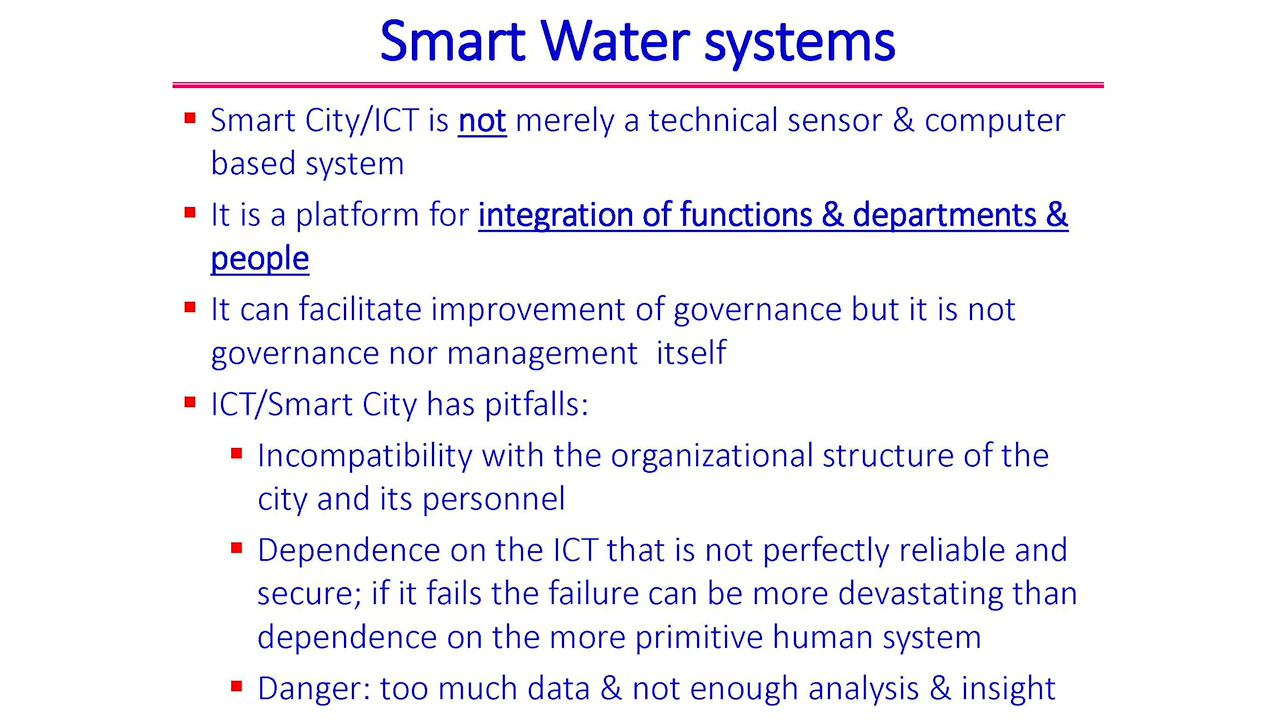 Smart Water systems
Smart City/ICT is not merely a technical sensor & computer
based system
It is a platform for integration of functions & departments &
people
It can facilitate improvement of governance but it is not
governance nor management  itself
ICT/Smart City has pitfalls:
Incompatibility with the organizational structure of the
city and its personnel
Dependence on the ICT that is not perfectly reliable and
secure; if it fails the failure can be more devastating than
dependence on the more primitive human system
Danger: too much data & not enough analysis & insight